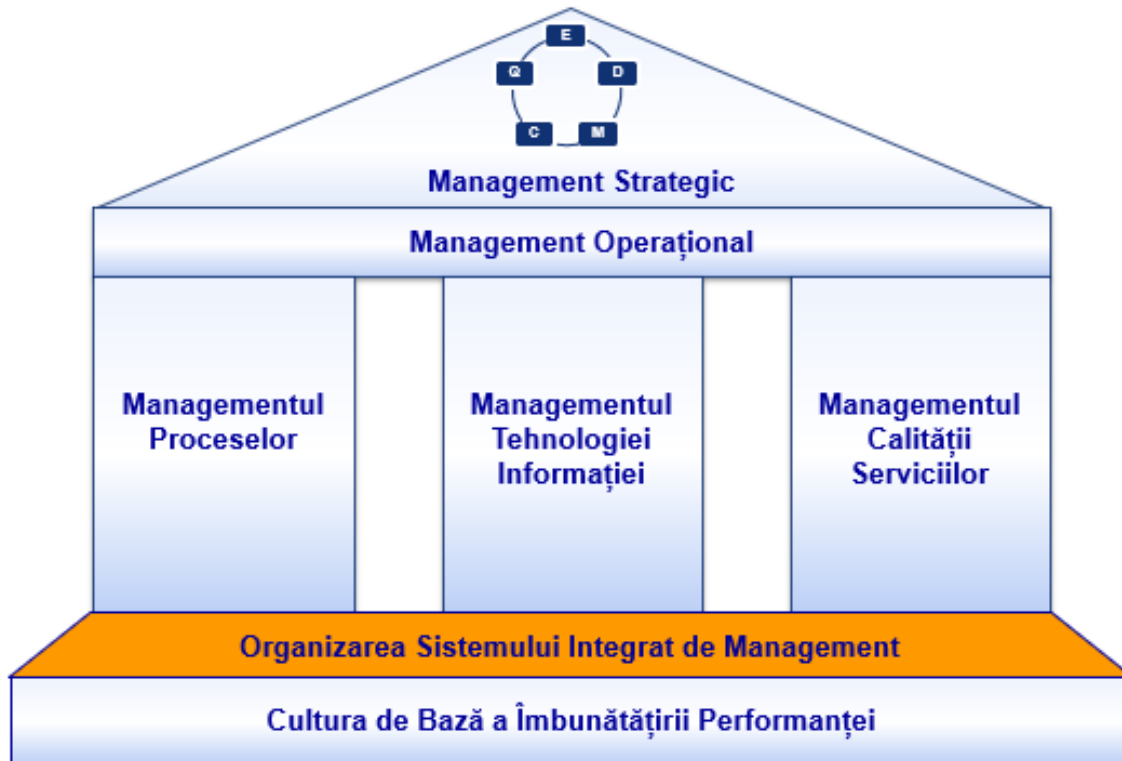 E
Q
D
C
M
Management Strategic
Management Operațional
Managementul
Proceselor
Managementul
Tehnologiei
Informației
Managementul
Calității
Serviciilor
Organizarea Sistemului Integrat de Management
Cultura de Bază a Îmbunătățirii Performanței